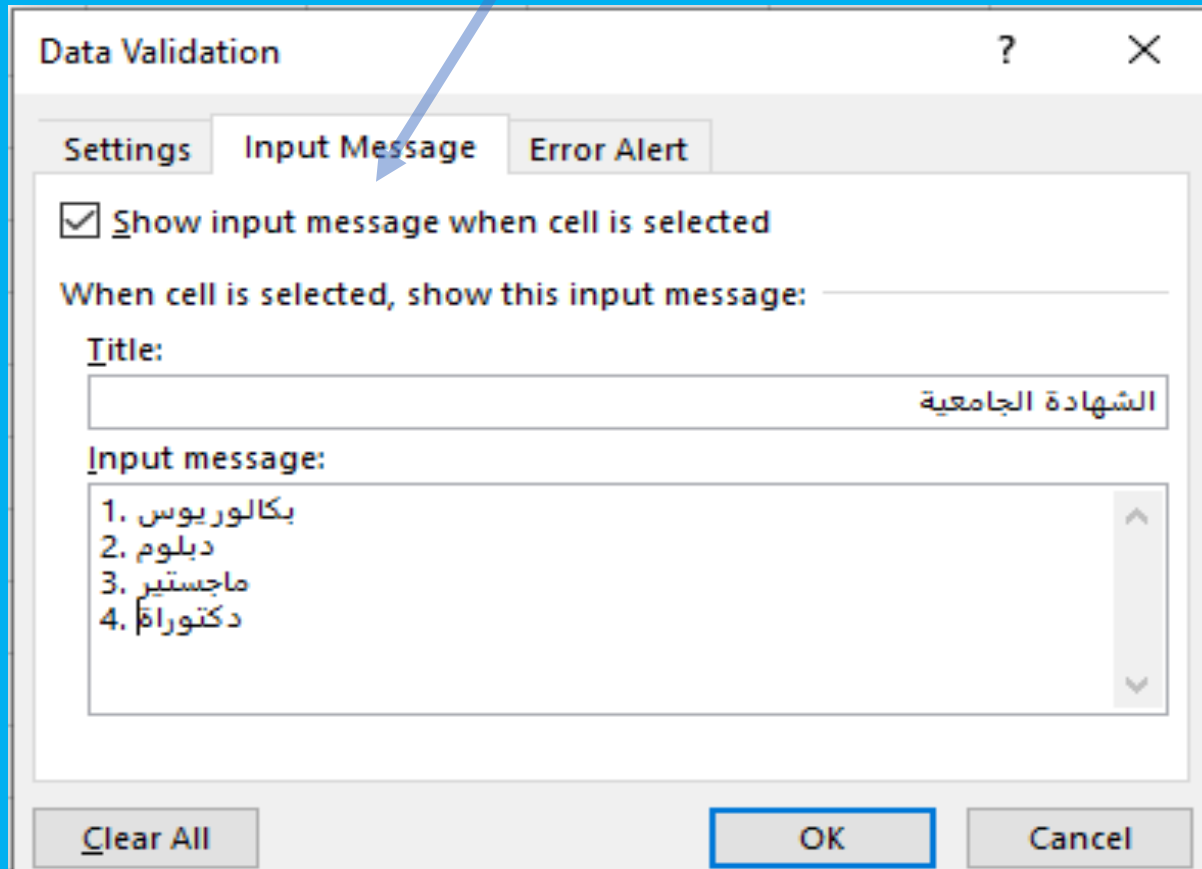 Data Validation ? ×
Settings Input Message Error Alert
Show input message when cell is selected
When cell is selected, show this input message:
Title:
الشهادة الجامعية
Input message:
1. بكالوريوس
2. دبلوم
3. ماجستير
4. دكتوراة
Clear All OK Cancel